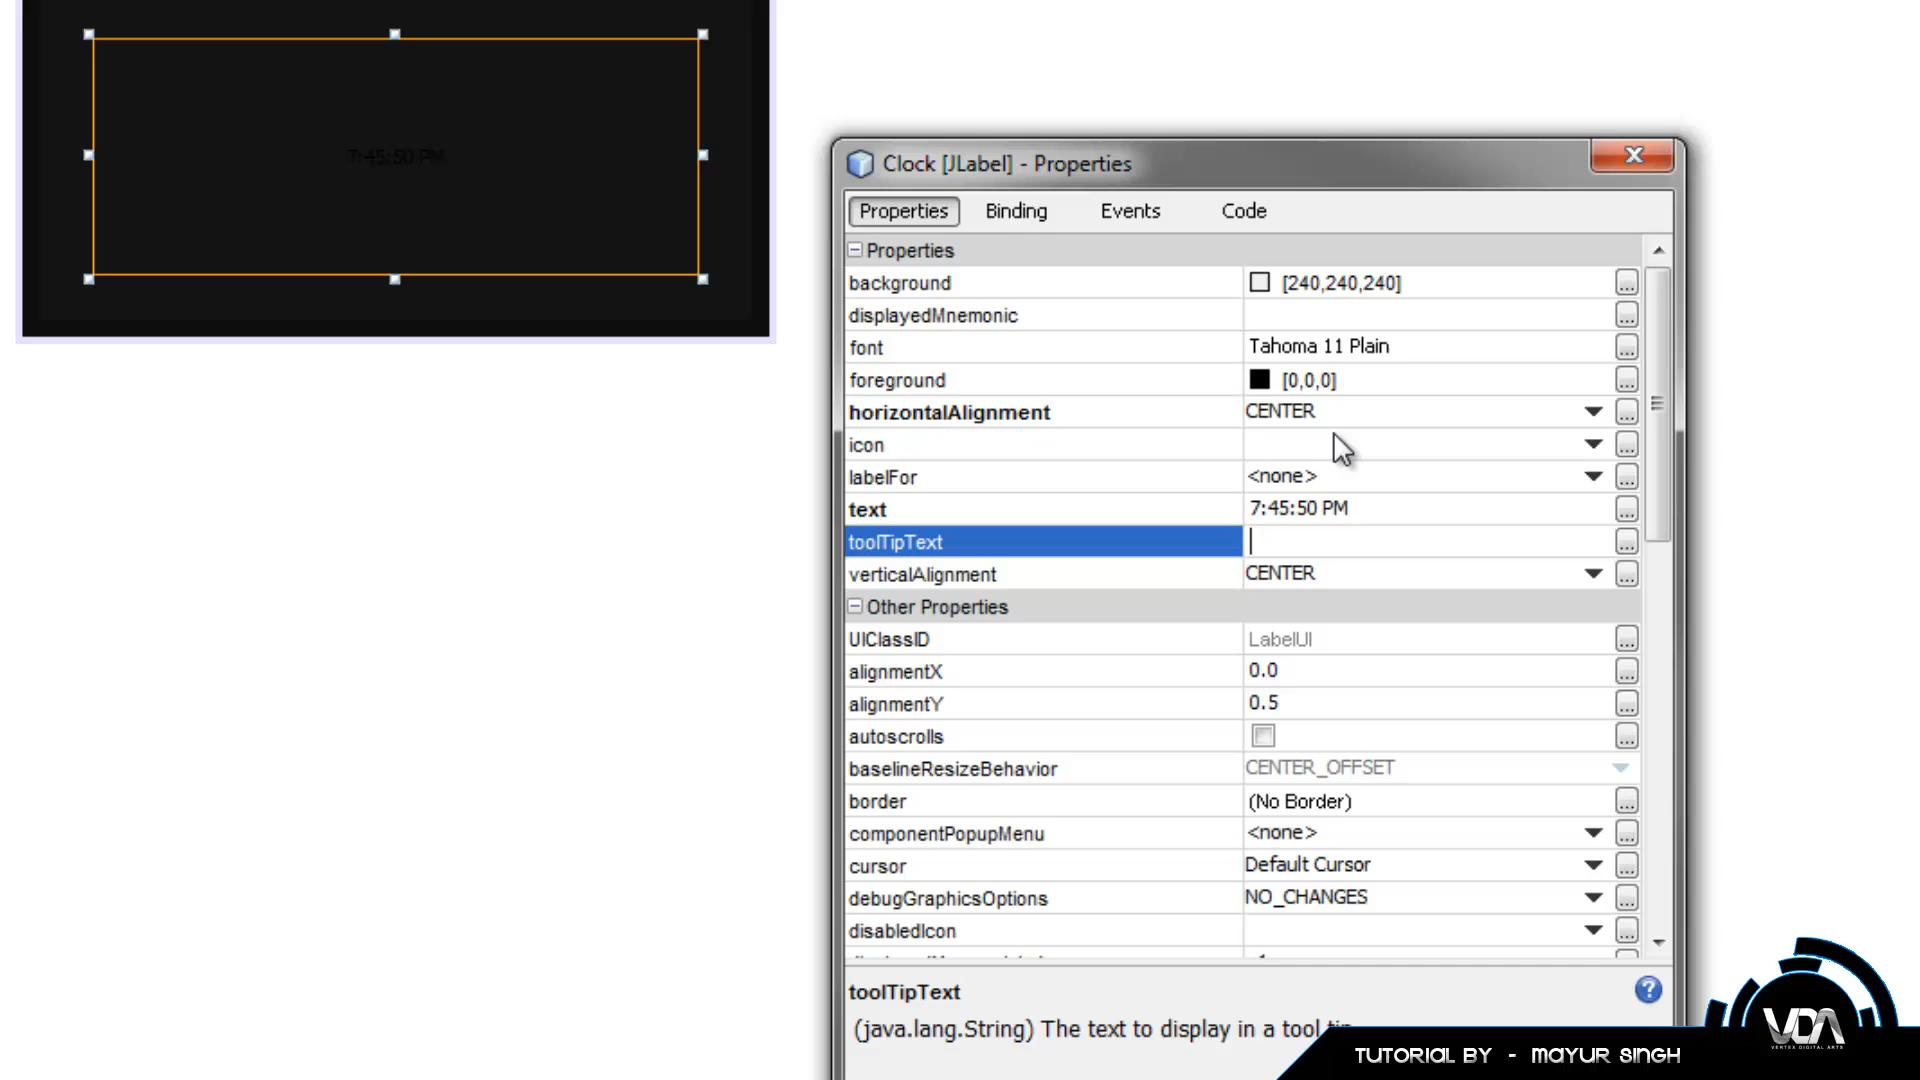 7:45:50 PM
Clock [JLabel] - Properties
Properties Binding Events Code
Properties
background [240,240,240] ...
displayedMnemonic ...
font Tahoma 11 Plain ...
foreground [0,0,0] ...
horizontalAlignment CENTER ...
icon ...
labelFor <none> ...
text 7:45:50 PM ...
toolTipText ...
verticalAlignment CENTER ...
Other Properties
UIClassID LabelUI ...
alignmentX 0.0 ...
alignmentY 0.5 ...
autoscrolls ...
baselineResizeBehavior CENTER_OFFSET
border (No Border) ...
componentPopupMenu <none> ...
cursor Default Cursor ...
debugGraphicsOptions NO_CHANGES ...
disabledIcon ...
toolTipText
(java.lang.String) The text to display in a tool
TUTORIAL BY - MAYUR SINGH
VDA
VERTEX DIGITAL ARTS